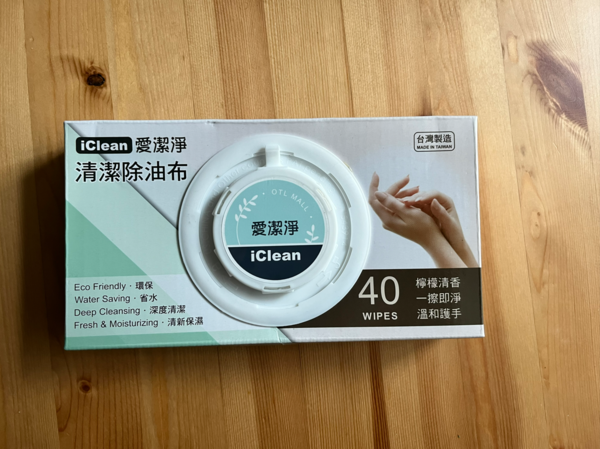 iClean 愛潔淨
清潔除油布
台灣製造
MADE IN TAIWAN
OTL MALL
愛潔淨
iClean
Eco Friendly · 環保
Water Saving · 省水
Deep Cleansing · 深度清潔
Fresh & Moisturizing · 清新保濕
40
WIPES
檸檬清香
一擦即淨
溫和護手